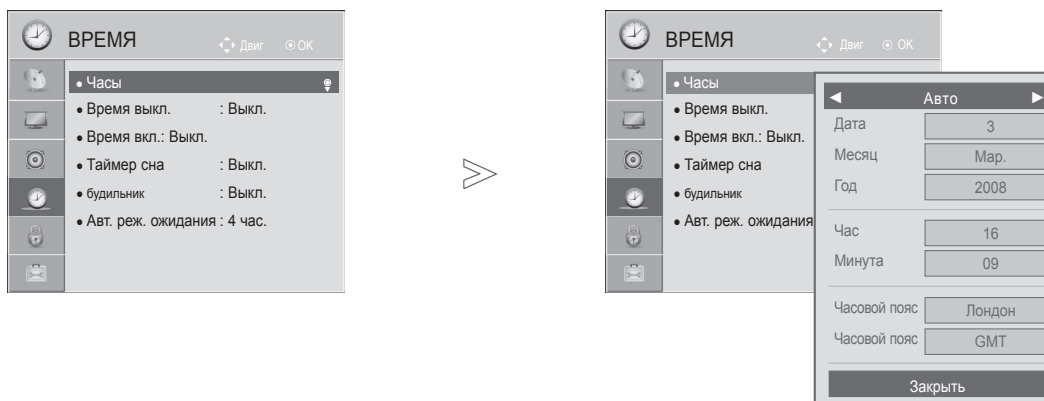 ВРЕМЯ Двиг OK
• Часы
• Время выкл. : Выкл.
• Время вкл.: Выкл.
• Таймер сна : Выкл.
• будильник : Выкл.
• Авт. реж. ожидания : 4 час.
ВРЕМЯ Двиг OK
• Часы
• Время выкл.
• Время вкл.: Выкл.
• Таймер сна
• будильник
• Авт. реж. ожидания
◄ Авто ►
Дата 3
Месяц Мар.
Год 2008
Час 16
Минута 09
Часовой пояс Лондон
Часовой пояс GMT
Закрыть